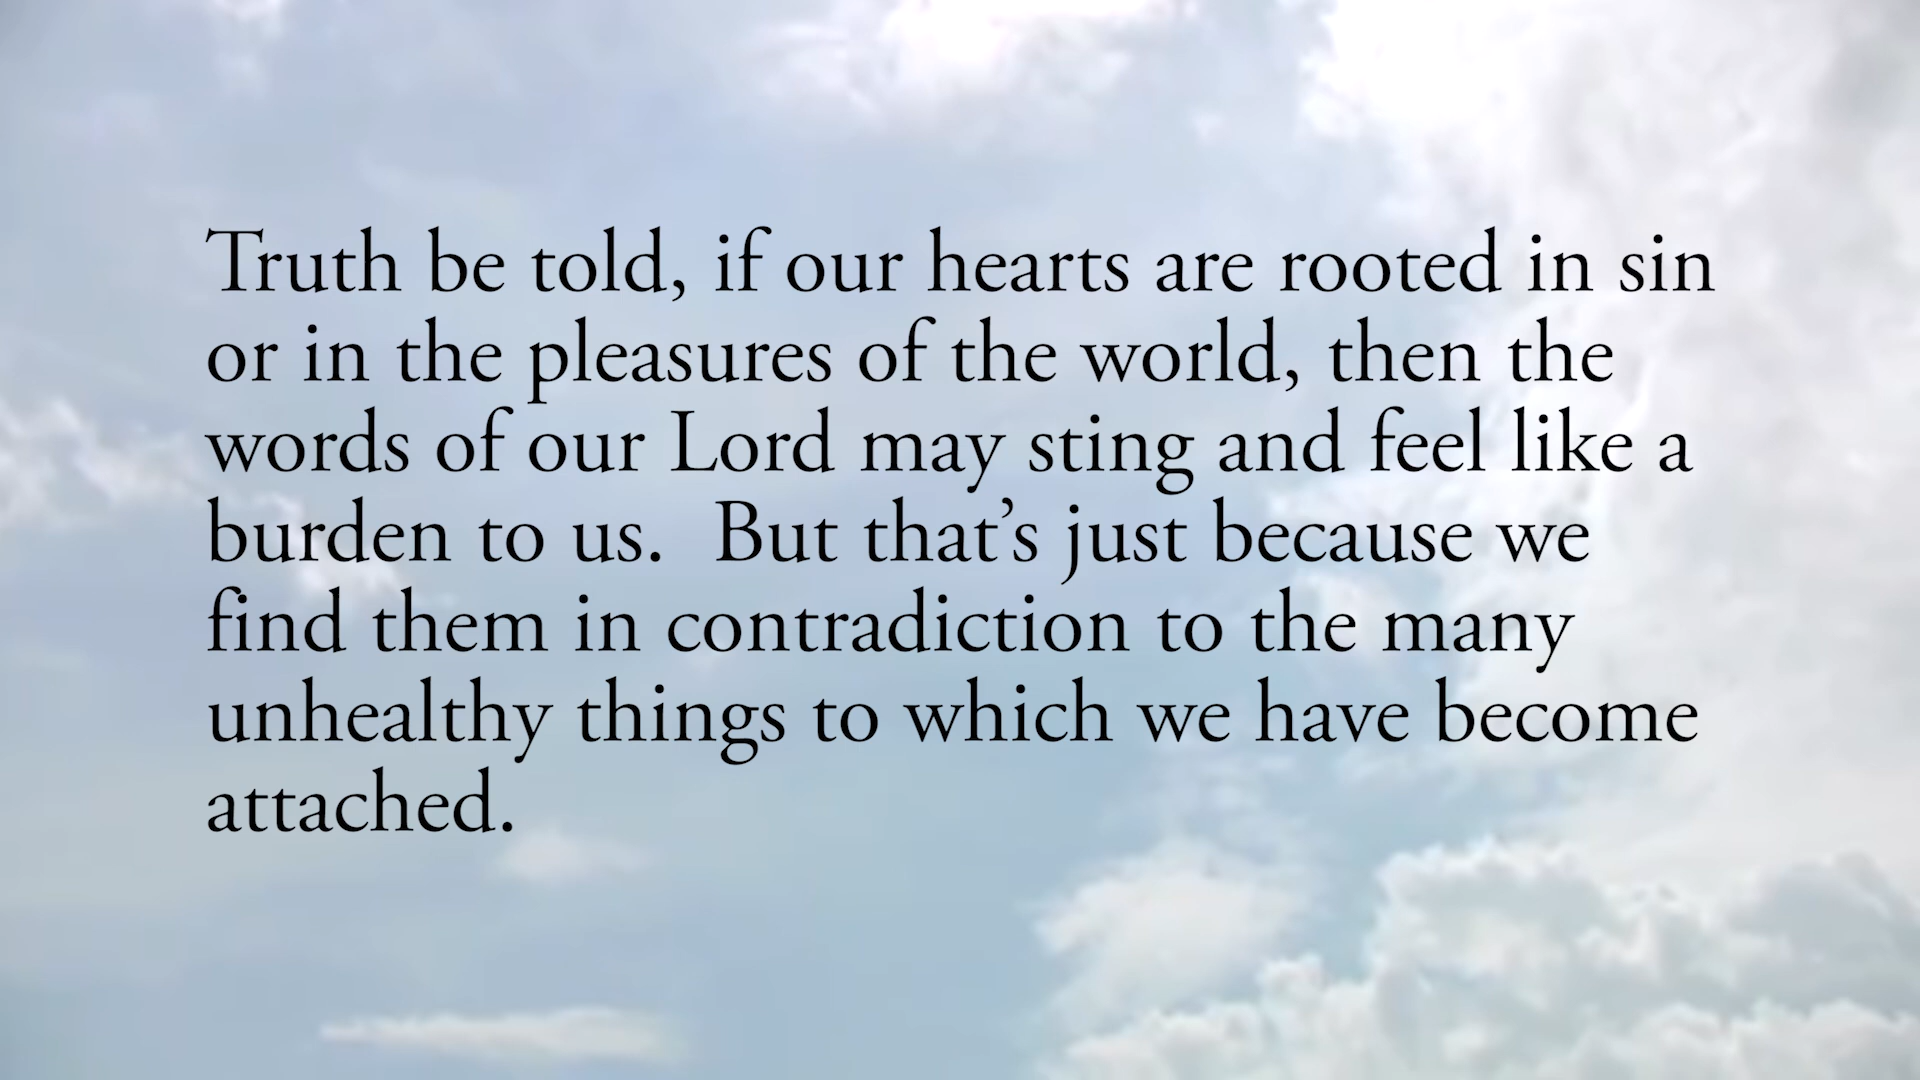 Truth be told, if our hearts are rooted in sin
or in the pleasures of the world, then the
words of our Lord may sting and feel like a
burden to us.  But that’s just because we
find them in contradiction to the many
unhealthy things to which we have become
attached.